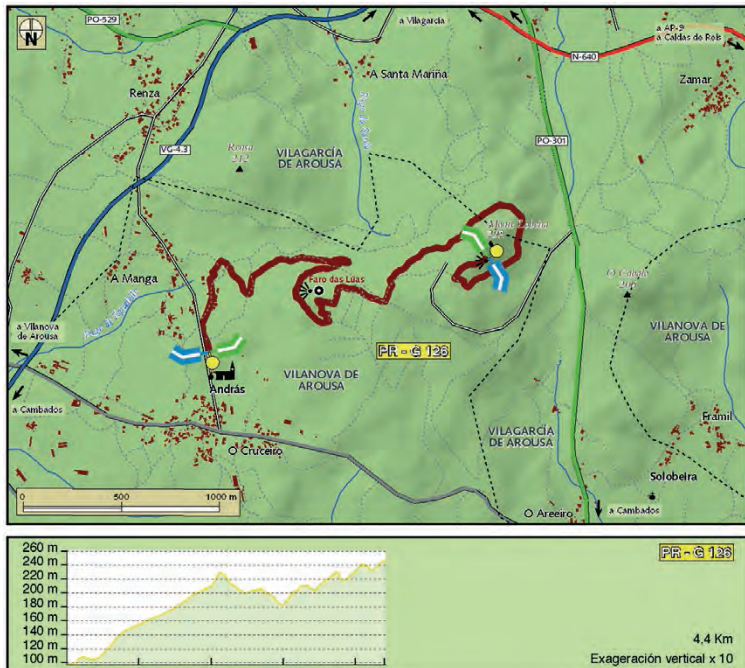 PO-529
N
a Vilagarcía
a AP-9
a Caldas de Reis
N-640
A Santa Mariña
Zamar
Renza
PO-301
VG-4.3
VILAGARCÍA
DE AROUSA
212
Monte Lobeira
A Manga
Faro das Lúas
a Vilanova
de Arousa
VILANOVA DE
AROUSA
PR - G 126
VILANOVA DE
AROUSA
András
a Cambados
VILAGARCÍA
DE AROUSA
Framil
O Cruceiro
Solobeira
0 500 1000 m
O Areeiro
a Cambados
260 m
240 m
220 m
200 m
180 m
160 m
140 m
120 m
100 m
PR - G 126
4,4 Km
Exageración vertical x 10